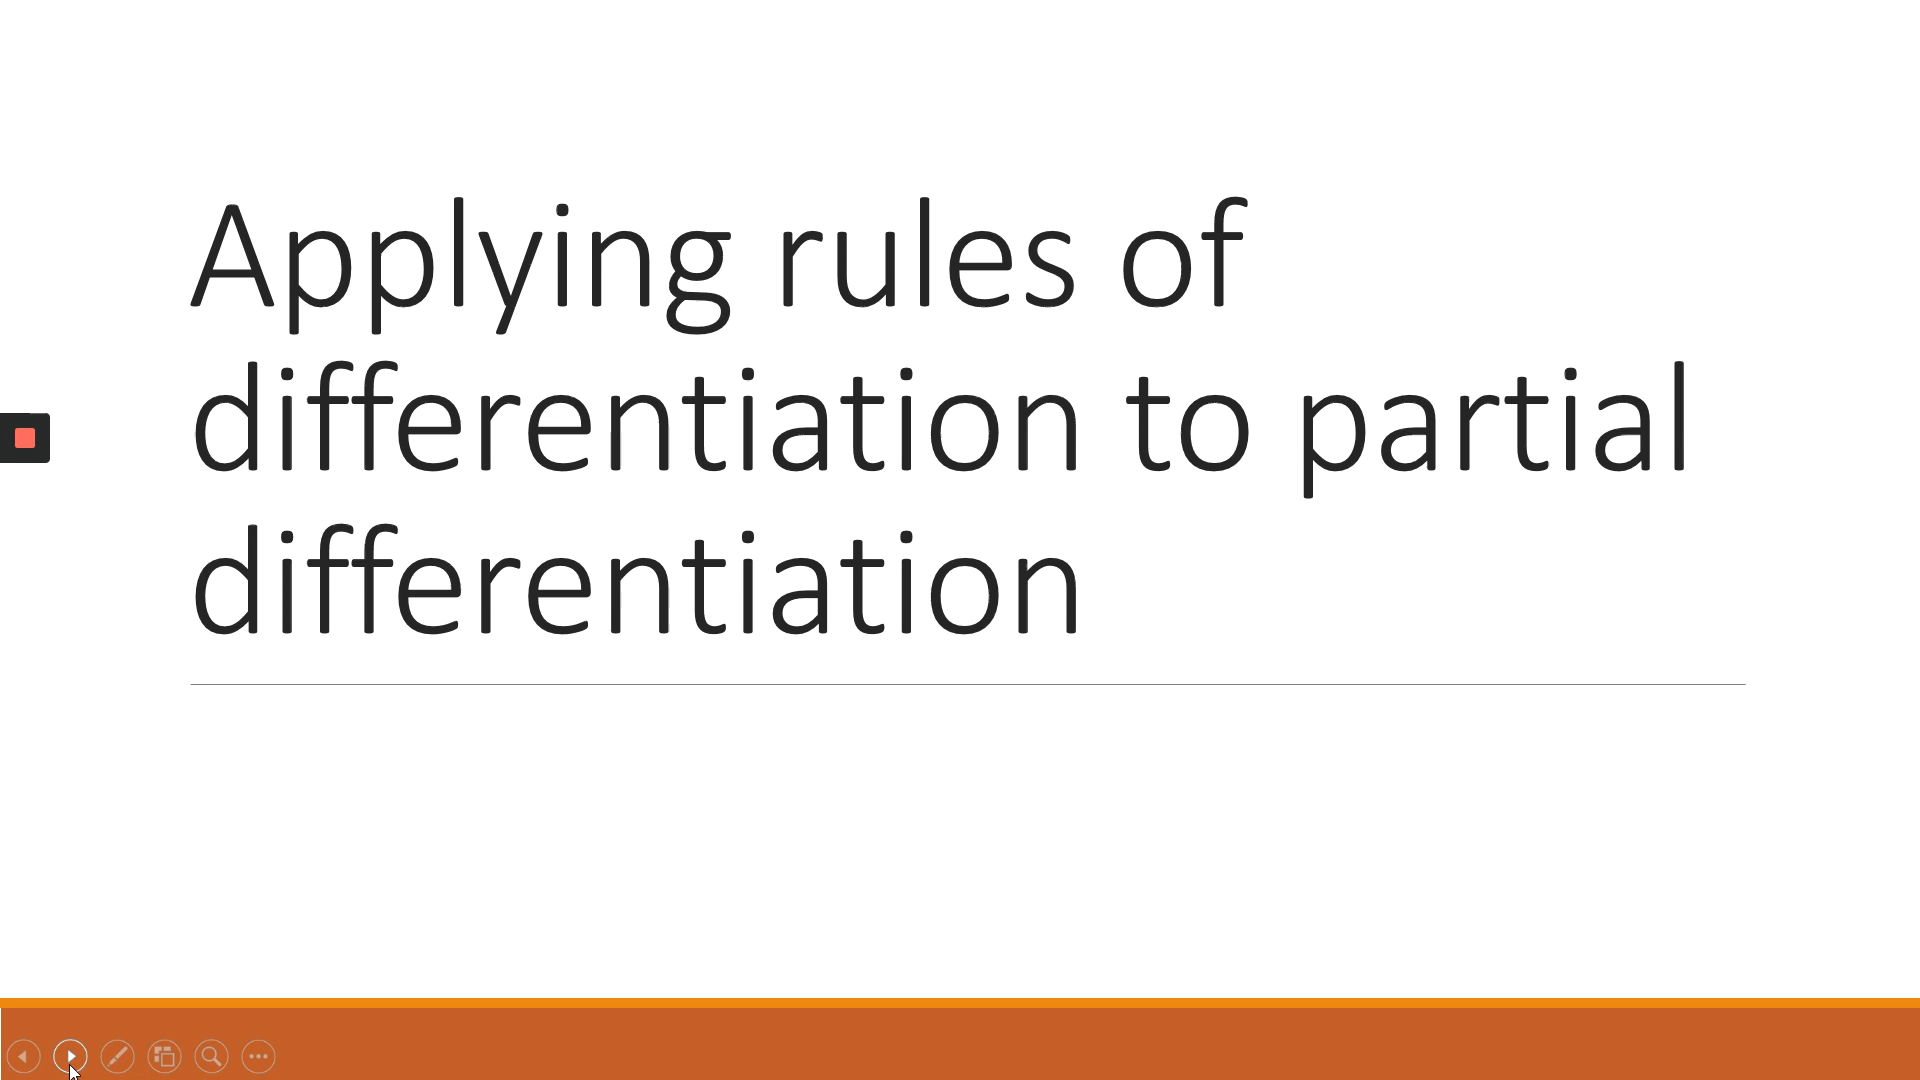 Applying rules of
differentiation to partial
differentiation